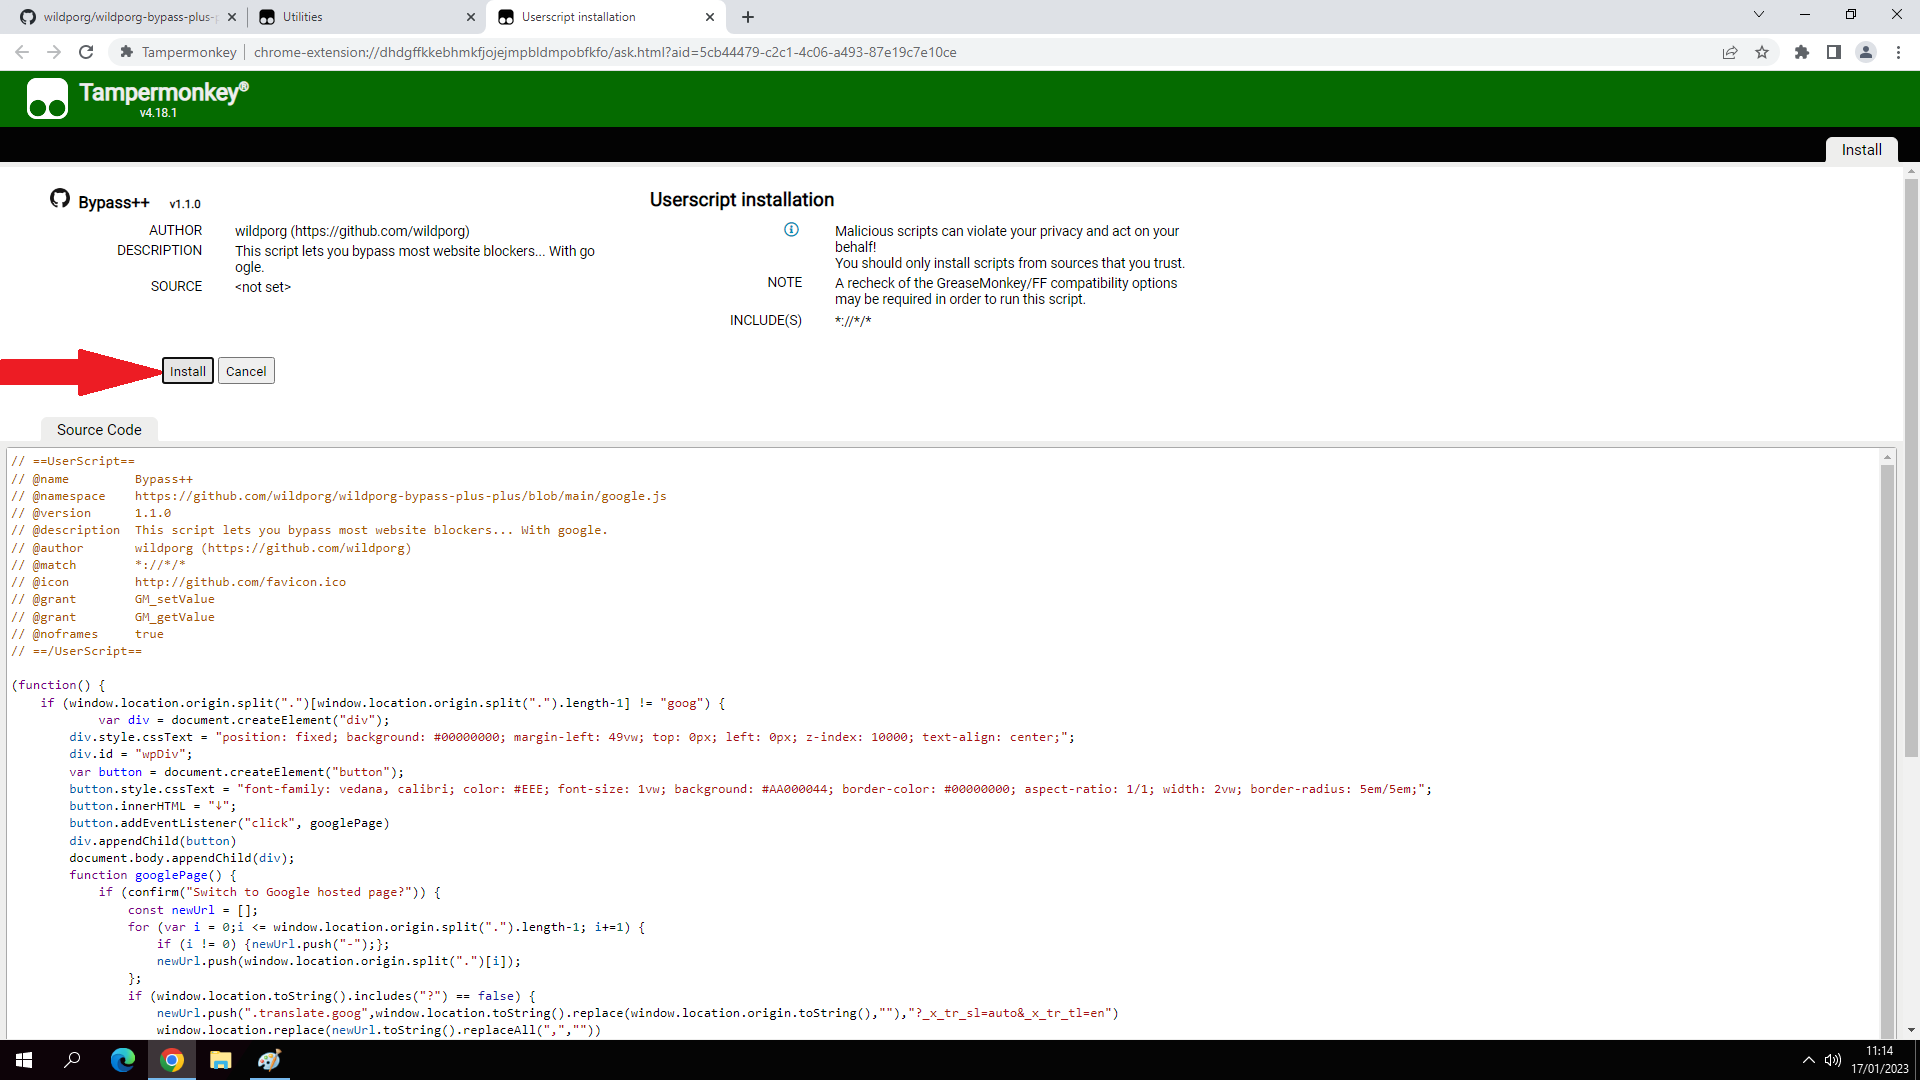 wildporg/wildporg-bypass-plus-p
Utilities
Userscript installation
Tampermonkey
chrome-extension://dhdgffkkebhmkfjojejmpbldmpobfkfo/ask.html?aid=5cb44479-c2c1-4c06-a493-87e19c7e10ce
Tampermonkey®
v4.18.1
Install
Bypass++ v1.1.0
AUTHOR wildporg (https://github.com/wildporg)
DESCRIPTION This script lets you bypass most website blockers... With go
ogle.
SOURCE <not set>
Userscript installation
Malicious scripts can violate your privacy and act on your
behalf!
You should only install scripts from sources that you trust.
NOTE A recheck of the GreaseMonkey/FF compatibility options
may be required in order to run this script.
INCLUDE(S) *://*/*
Install Cancel
Source Code
// ==UserScript==
// @name Bypass++
// @namespace https://github.com/wildporg/wildporg-bypass-plus-plus/blob/main/google.js
// @version 1.1.0
// @description This script lets you bypass most website blockers... With google.
// @author wildporg (https://github.com/wildporg)
// @match *://*/*
// @icon http://github.com/favicon.ico
// @grant GM_setValue
// @grant GM_getValue
// @noframes true
// ==/UserScript==
(function() {
if (window.location.origin.split(".")[window.location.origin.split(".").length-1] != "goog") {
var div = document.createElement("div");
div.style.cssText = "position: fixed; background: #00000000; margin-left: 49vw; top: 0px; left: 0px; z-index: 10000; text-align: center;";
div.id = "wpDiv";
var button = document.createElement("button");
button.style.cssText = "font-family: vedana, calibri; color: #EEE; font-size: 1vw; background: #AA000044; border-color: #00000000; aspect-ratio: 1/1; width: 2vw; border-radius: 5em/5em;";
button.innerHTML = "↓";
button.addEventListener("click", googlePage)
div.appendChild(button)
document.body.appendChild(div);
function googlePage() {
if (confirm("Switch to Google hosted page?")) {
const newUrl = [];
for (var i = 0;i <= window.location.origin.split(".").length-1; i+=1) {
if (i != 0) {newUrl.push("-");};
newUrl.push(window.location.origin.split(".")[i]);
};
if (window.location.toString().includes("?") == false) {
newUrl.push(".translate.goog",window.location.toString().replace(window.location.origin.toString(),""),"?_x_tr_sl=auto&_x_tr_tl=en")
window.location.replace(newUrl.toString().replaceAll(",",""))
11:14
17/01/2023